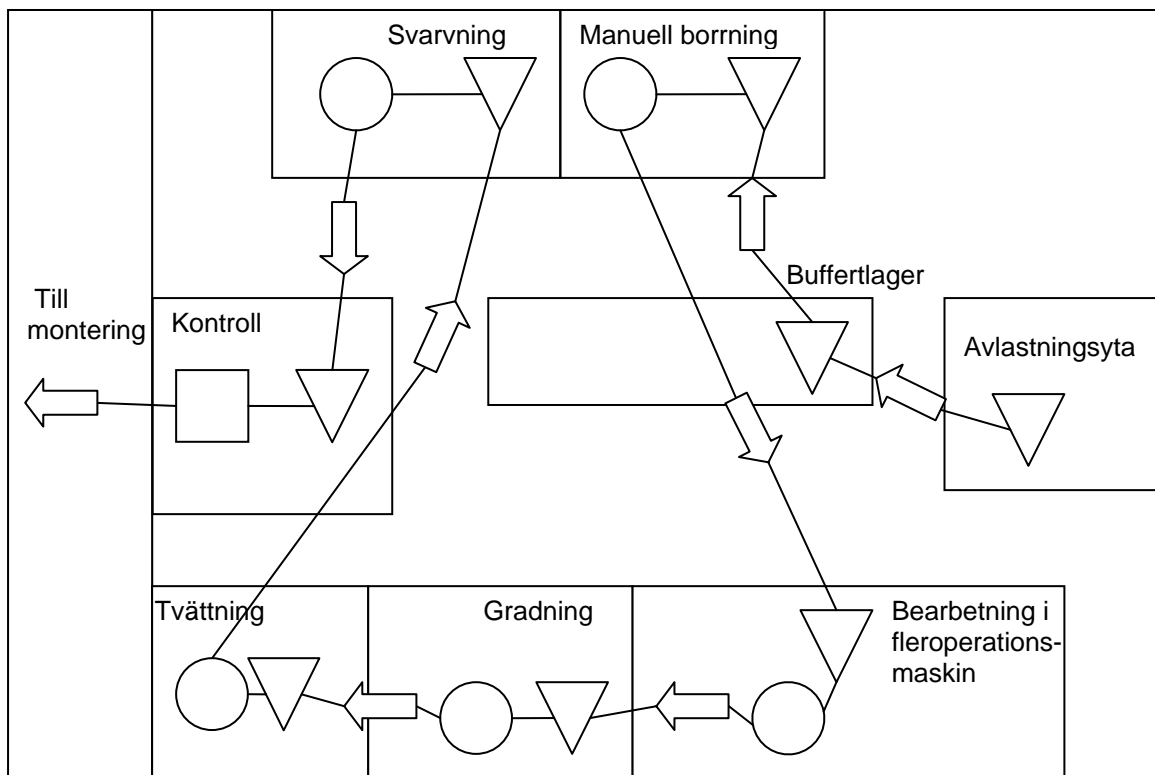 Svarvning
Manuell borrning
Buffertlager
Till
montering
Kontroll
Avlastningsyta
Tvättning
Gradning
Bearbetning i
fleroperations-
maskin